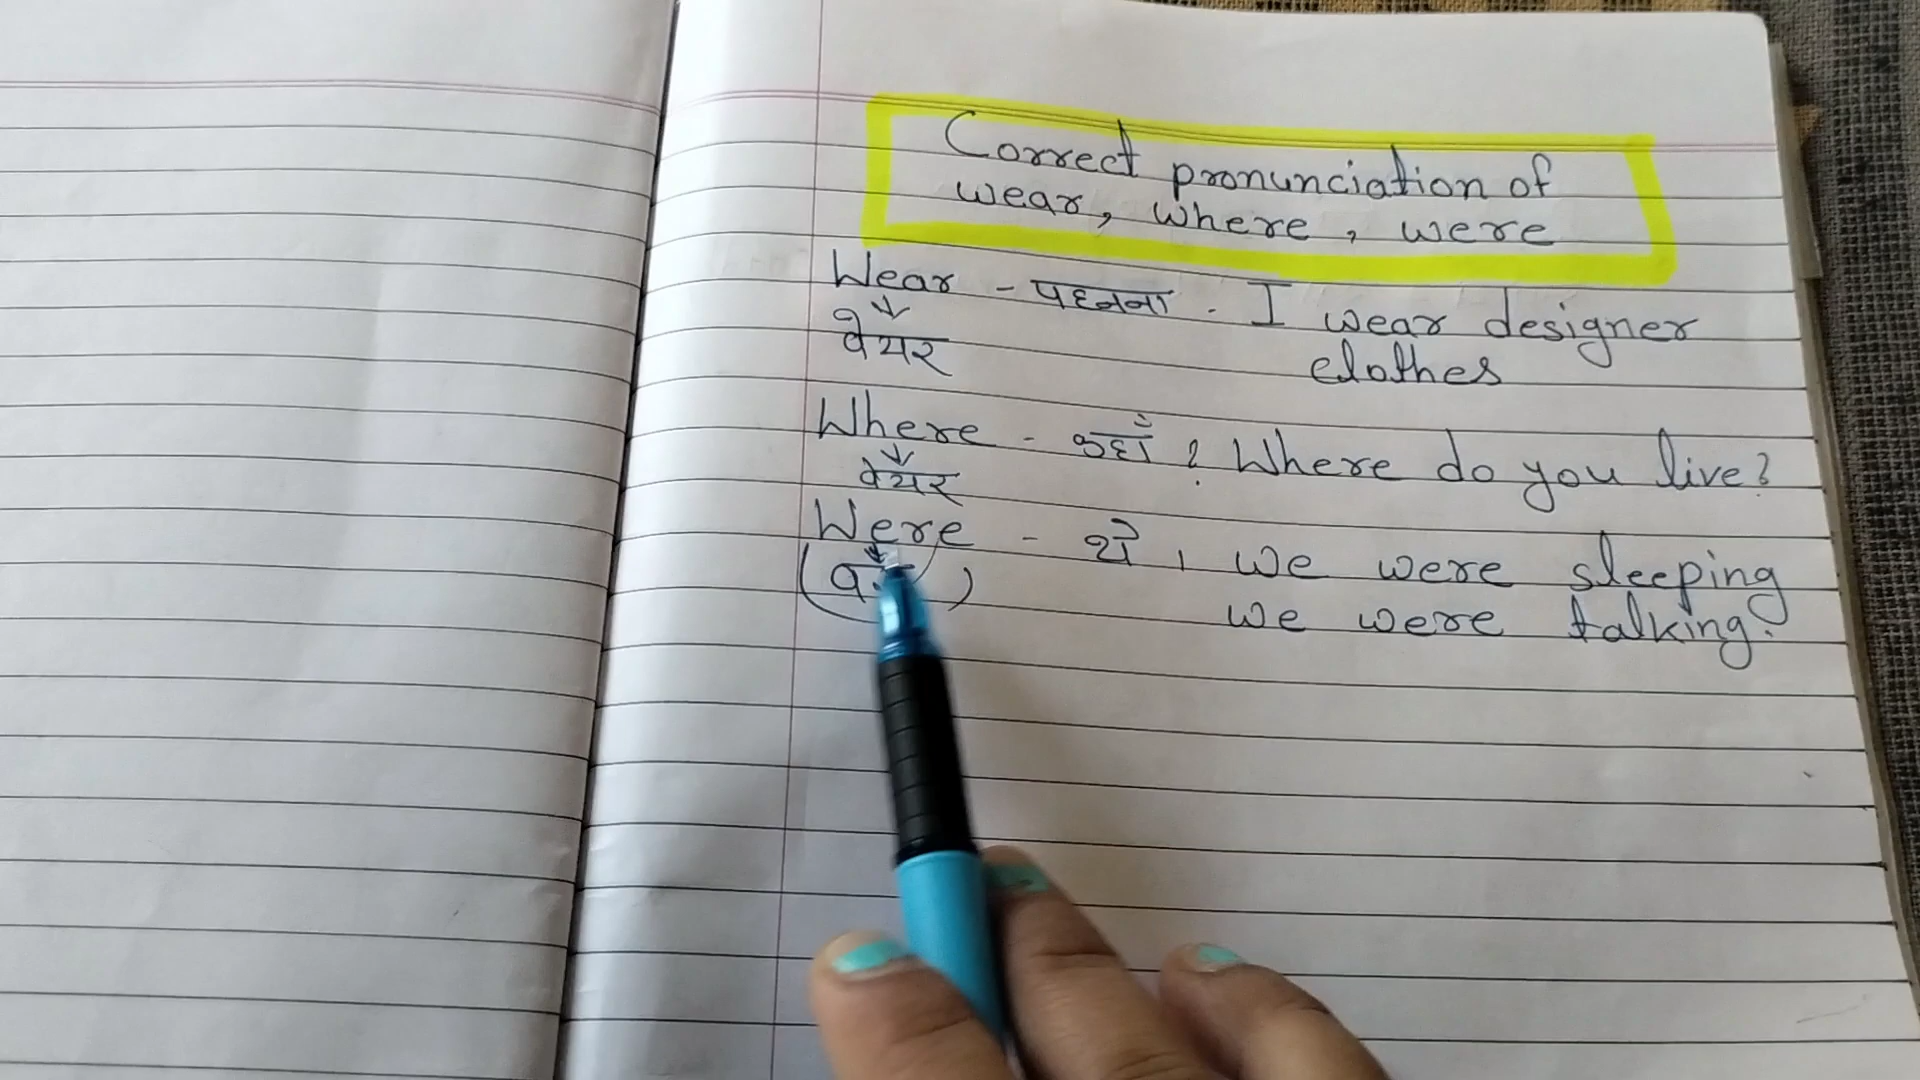 Correct pronunciation of
wear, where, were
Wear - पहनना . I wear designer
clothes
वेयर
Where - कहाँ ? Where do you live?
वेयर
Were - थे , we were sleeping
we were talking.